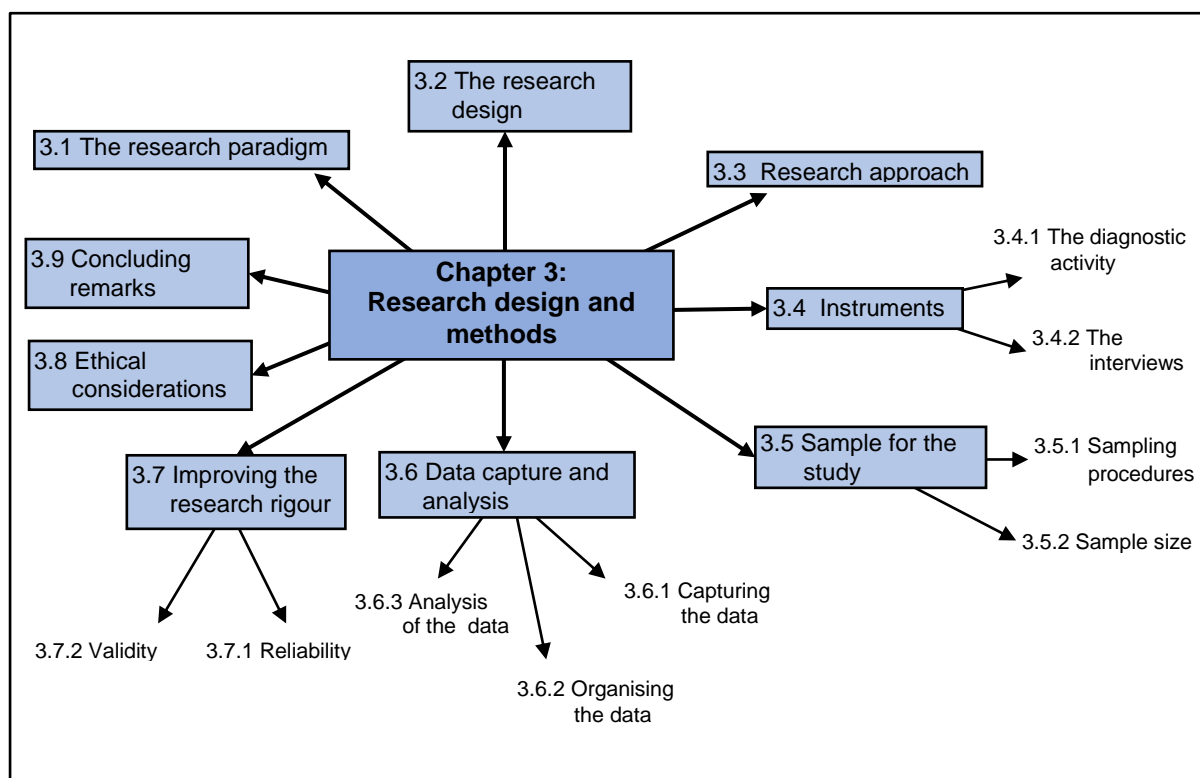 3.2 The research
design
3.1 The research paradigm
3.3 Research approach
3.9 Concluding
remarks
Chapter 3:
Research design and
methods
3.4.1 The diagnostic
activity
3.4 Instruments
3.4.2 The
interviews
3.8 Ethical
considerations
3.5 Sample for the
study
3.5.1 Sampling
procedures
3.5.2 Sample size
3.7 Improving the
research rigour
3.6 Data capture and
analysis
3.6.3 Analysis
of the data
3.6.1 Capturing
the data
3.7.2 Validity
3.7.1 Reliability
3.6.2 Organising
the data